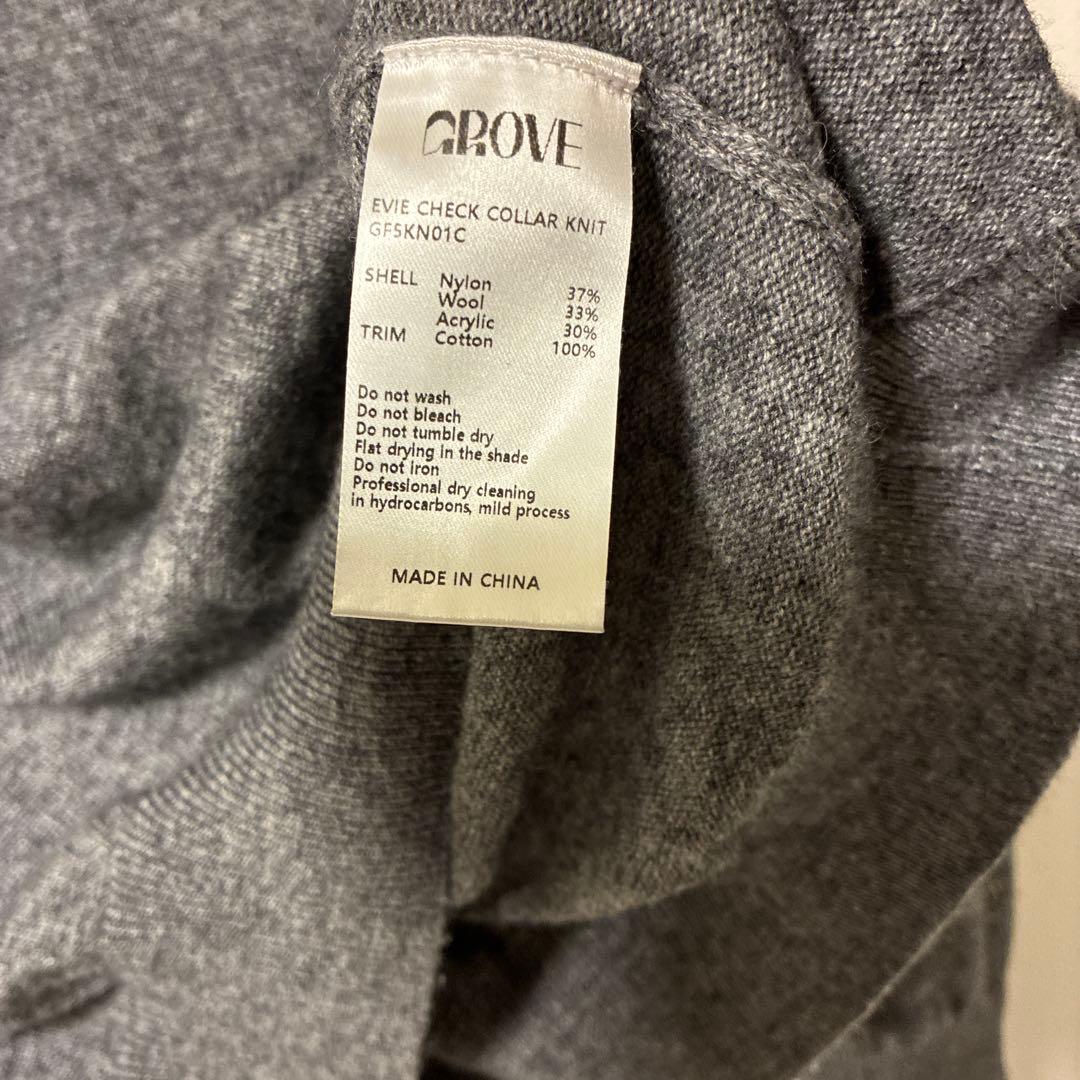 GROVE
EVIE CHECK COLLAR KNIT
GF5KN01C
SHELL Nylon 37%
Wool 33%
Acrylic 30%
TRIM Cotton 100%
Do not wash
Do not bleach
Do not tumble dry
Flat drying in the shade
Do not iron
Professional dry cleaning
in hydrocarbons, mild process
MADE IN CHINA